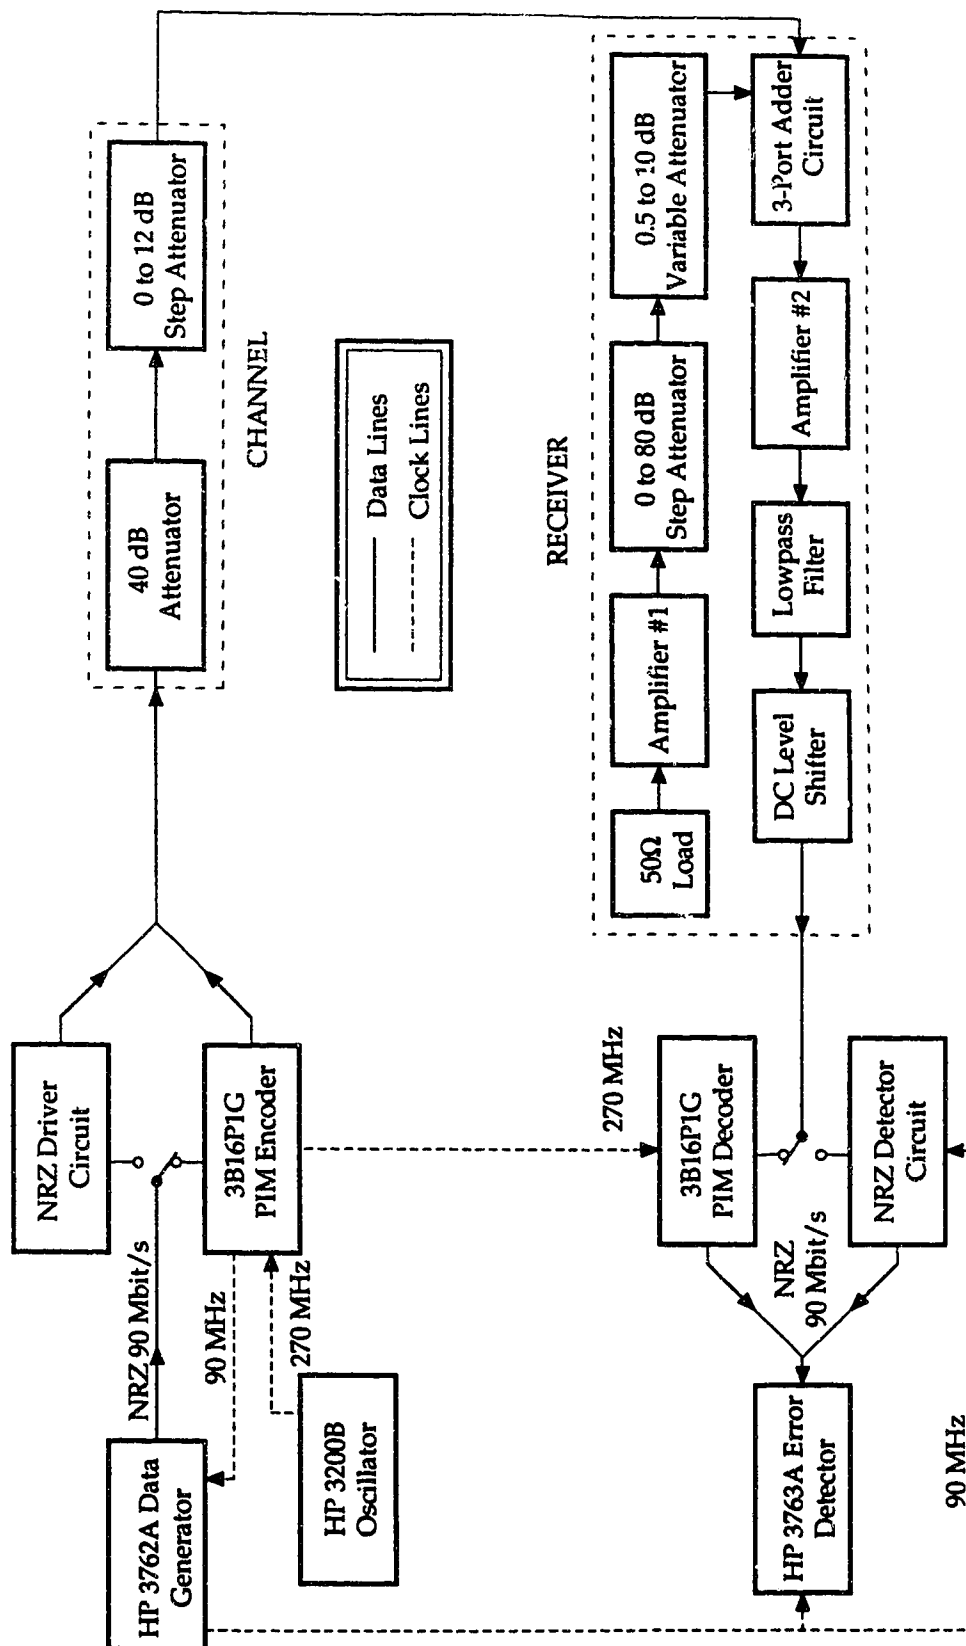 HP 3762A Data
Generator
NRZ 90 Mbit/s
90 MHz
270 MHz
HP 3200B
Oscillator
NRZ Driver
Circuit
3B16P1G
PIM Encoder
40 dB
Attenuator
0 to 12 dB
Step Attenuator
CHANNEL
Data Lines
Clock Lines
RECEIVER
50Ω
Load
Amplifier #1
0 to 80 dB
Step Attenuator
0.5 to 10 dB
Variable Attenuator
3-Port Adder
Circuit
Amplifier #2
Lowpass
Filter
DC Level
Shifter
270 MHz
3B16P1G
PIM Decoder
NRZ
90 Mbit/s
NRZ Detector
Circuit
HP 3763A Error
Detector
90 MHz